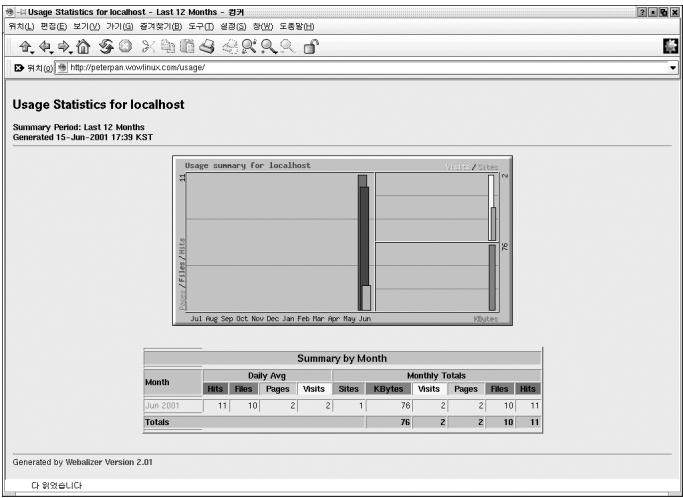 Usage Statistics for localhost - Last 12 Months - 컹커
위치(L) 편집(E) 보기(V) 가기(G) 즐겨찾기(B) 도구(T) 설정(S) 창(W) 도움말(H)
위치(o) http://peterpan.wowlinux.com/usage/
Usage Statistics for localhost
Summary Period: Last 12 Months
Generated 15-Jun-2001 17:39 KST
Usage summary for localhost
Visits/Sites
11
2
76
Pages/Files/Hits
Jul Aug Sep Oct Nov Dec Jan Feb Mar Apr May Jun
KBytes
Summary by Month
Month Daily Avg Monthly Totals
Hits Files Pages Visits Sites KBytes Visits Pages Files Hits
Jun 2001 11 10 2 2 1 76 2 2 10 11
Totals 76 2 2 10 11
Generated by Webalizer Version 2.01
다 읽었습니다